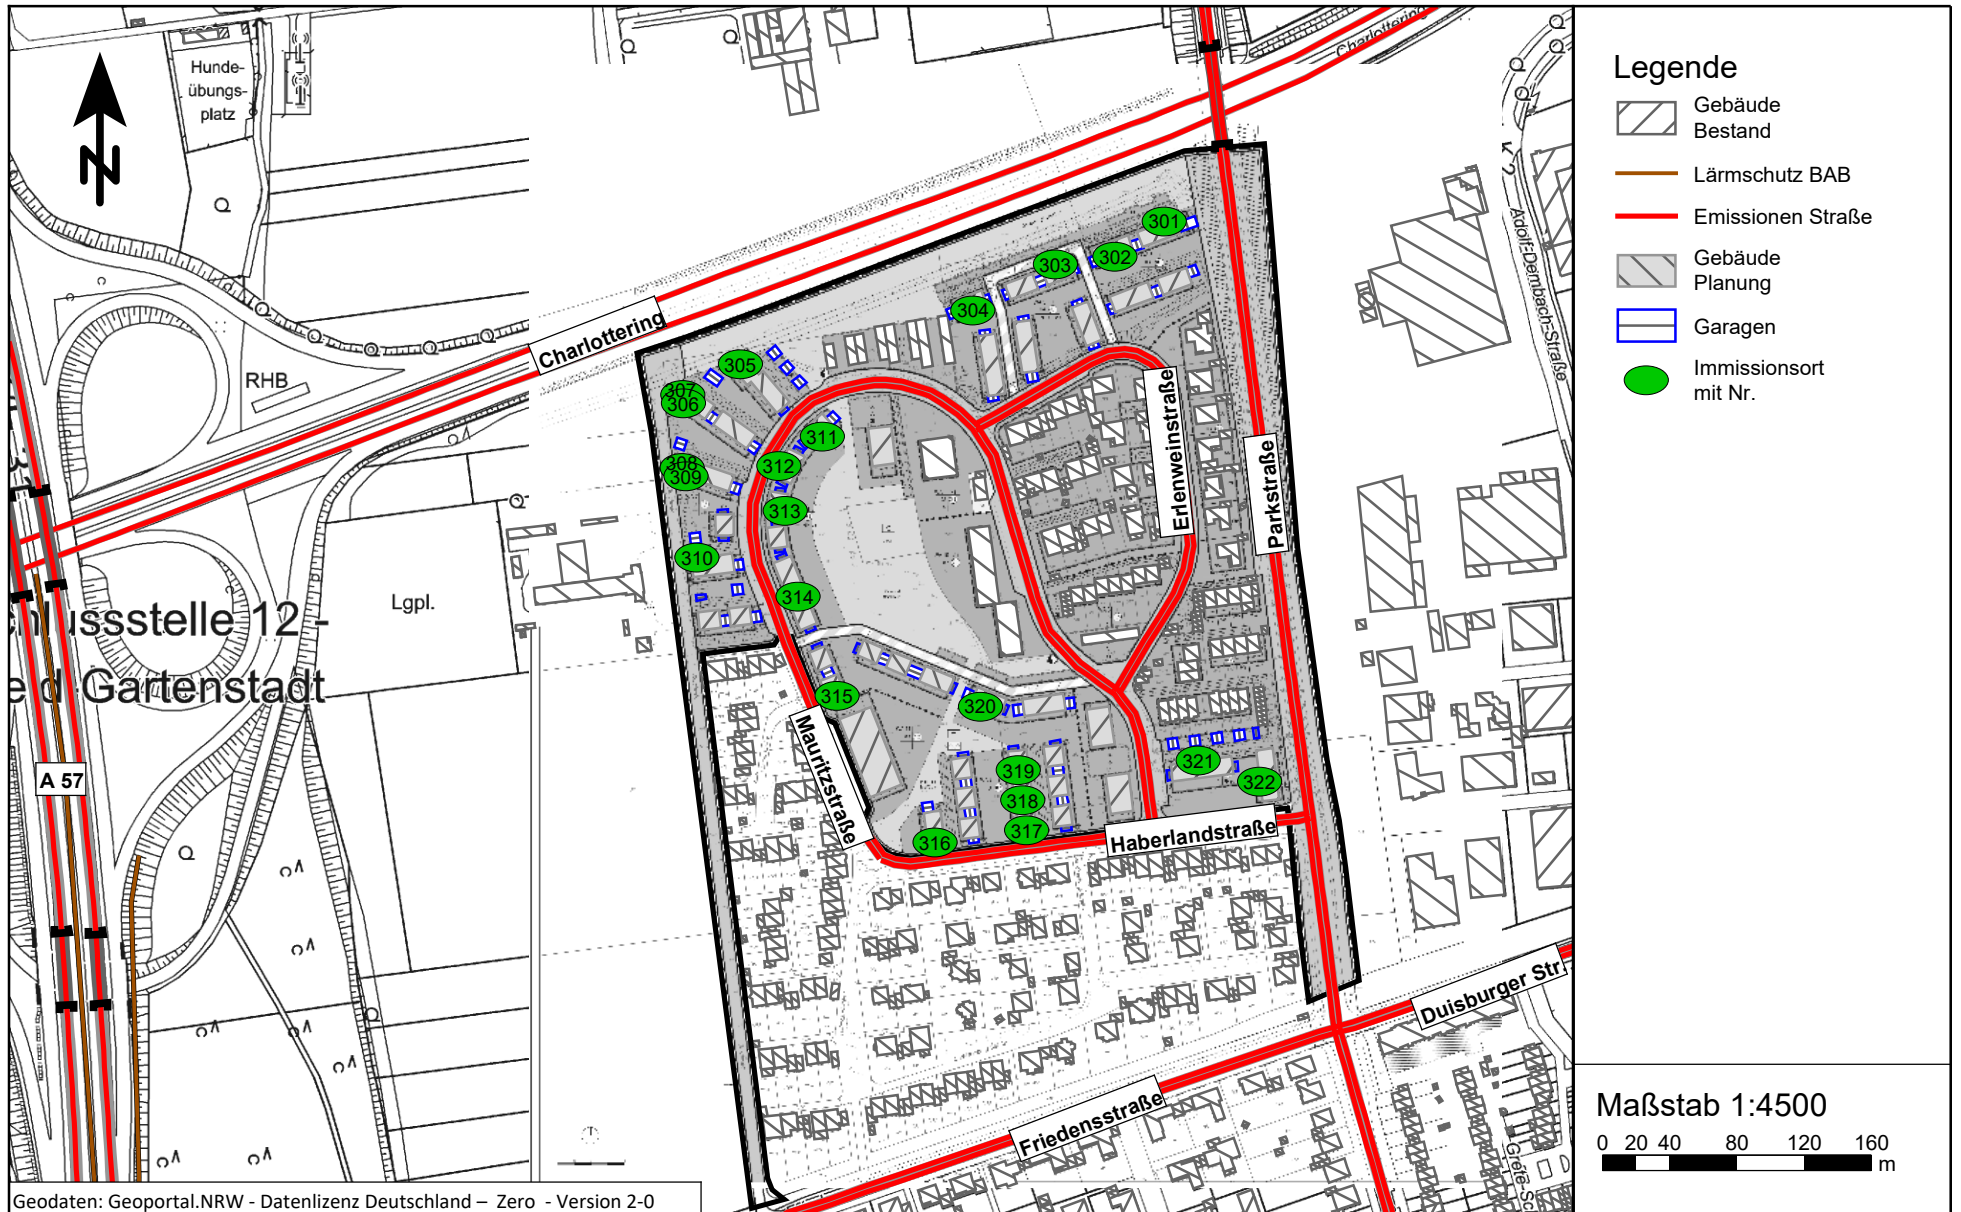 Hunde-
übungs-
platz
N
Charlottering
Charlottering
RHB
Lgpl.
A 57
Gartenstadt
301
302
303
304
305
307
306
308
309
310
311
312
313
314
315
316
317
318
319
320
321
322
Erlenweinstraße
Parkstraße
Mauritzstraße
Haberlandstraße
Friedensstraße
Duisburger Str.
Adolf-Dembach-Straße
Geodaten: Geoportal.NRW - Datenlizenz Deutschland – Zero - Version 2-0
Legende
Gebäude
Bestand
Lärmschutz BAB
Emissionen Straße
Gebäude
Planung
Garagen
Immissionsort
mit Nr.
Maßstab 1:4500
0 20 40 80 120 160
m